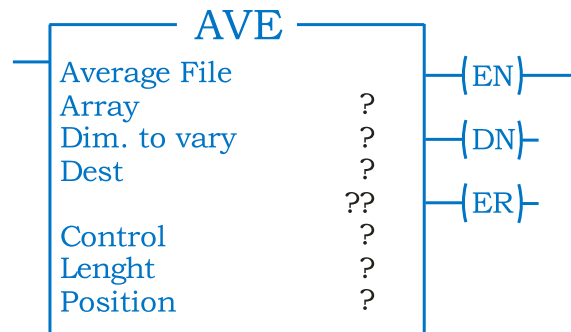 AVE
Average File
(EN)
Array ?
Dim. to vary ?
(DN)
Dest ?
??
(ER)
Control ?
Lenght ?
Position ?